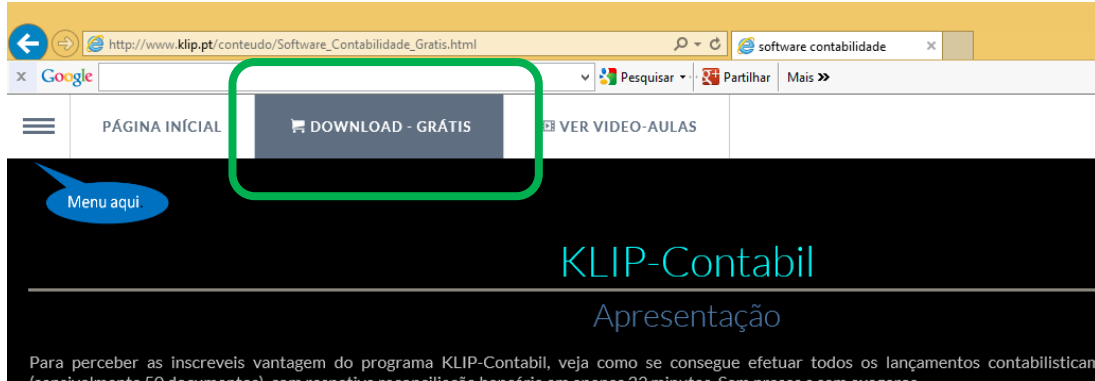 http://www.klip.pt/conteudo/Software_Contabilidade_Gratis.html
software contabilidade
x Google
Pesquisar
Partilhar
Mais »
PÁGINA INÍCIAL
DOWNLOAD - GRÁTIS
VER VIDEO-AULAS
Menu aqui.
KLIP-Contabil
Apresentação
Para perceber as inscreveis vantagem do programa KLIP-Contabil, veja como se consegue efetuar todos os lançamentos